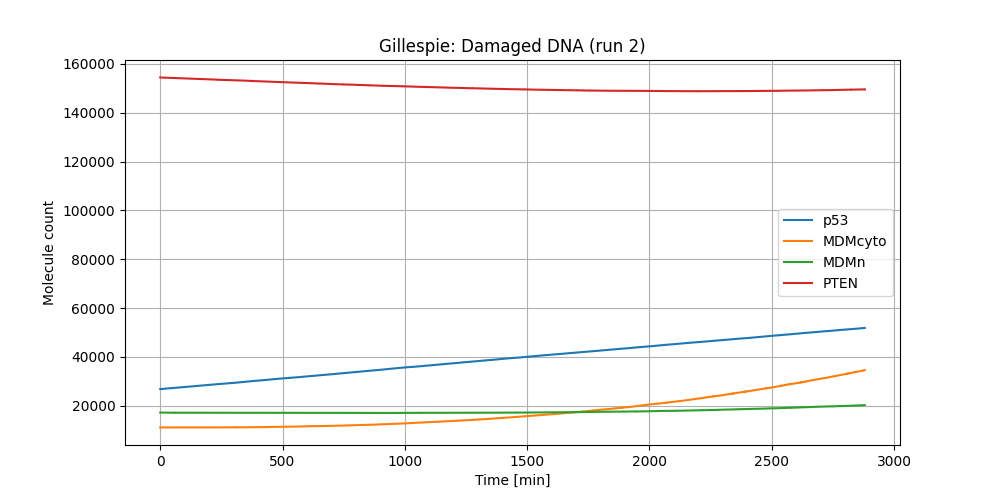 Gillespie: Damaged DNA (run 2)
160000
140000
120000
100000
80000
60000
40000
20000
Molecule count
p53
MDMcyto
MDMn
PTEN
0 500 1000 1500 2000 2500 3000
Time [min]